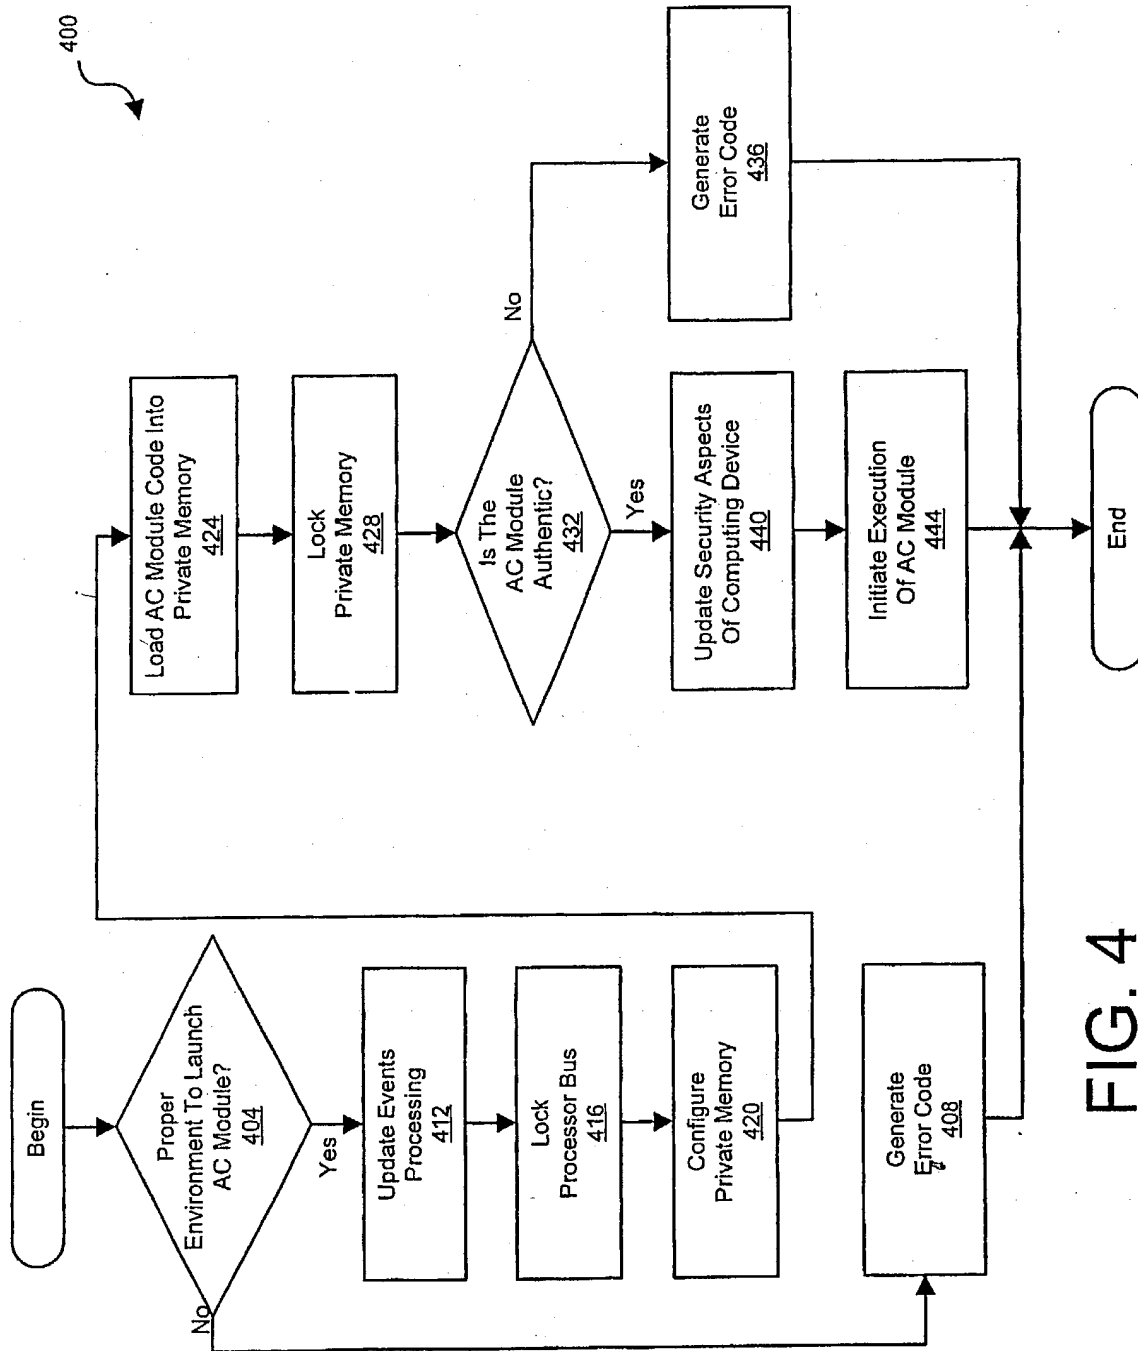 400
Begin
Proper
Environment To Launch
AC Module?
404
No
Yes
Update Events
Processing
412
Lock
Processor Bus
416
Configure
Private Memory
420
Generate
Error Code
408
Load AC Module Code Into
Private Memory
424
Lock
Private Memory
428
Is The
AC Module
Authentic?
432
No
Yes
Generate
Error Code
436
Update Security Aspects
Of Computing Device
440
Initiate Execution
Of AC Module
444
End
FIG. 4